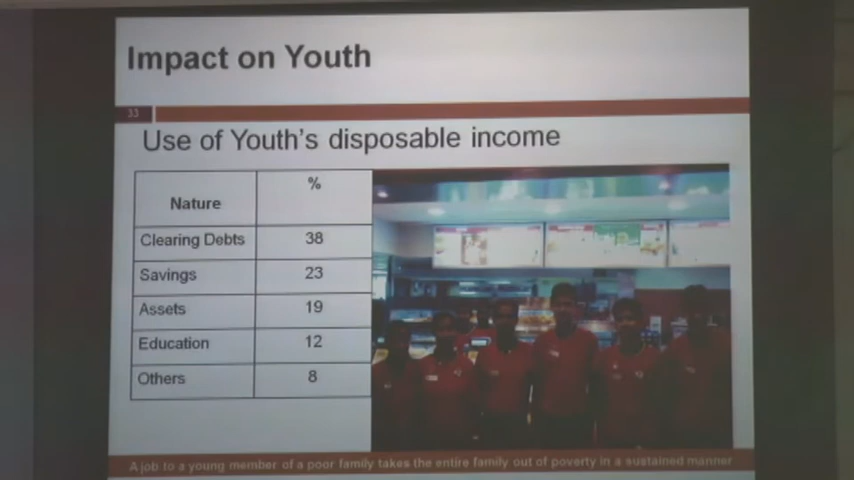 Impact on Youth
33
Use of Youth's disposable income
Nature %
Clearing Debts 38
Savings 23
Assets 19
Education 12
Others 8
A job to a young member of a poor family takes the entire family out of poverty in a sustained manner